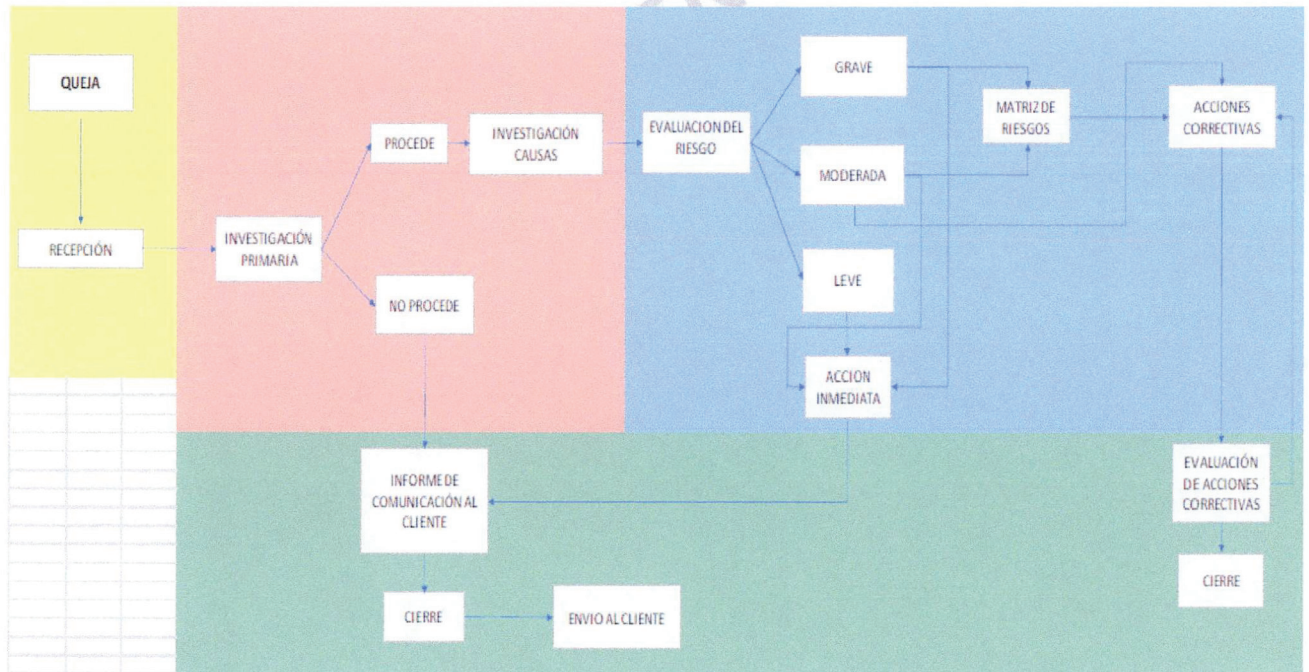 QUEJA
RECEPCIÓN
INVESTIGACIÓN
PRIMARIA
PROCEDE
NO PROCEDE
INVESTIGACIÓN
CAUSAS
EVALUACION DEL
RIESGO
GRAVE
MODERADA
LEVE
ACCION
INMEDIATA
MATRIZ DE
RIESGOS
ACCIONES
CORRECTIVAS
INFORME DE
COMUNICACIÓN AL
CLIENTE
CIERRE
ENVIO AL CLIENTE
EVALUACIÓN
DE ACCIONES
CORRECTIVAS
CIERRE